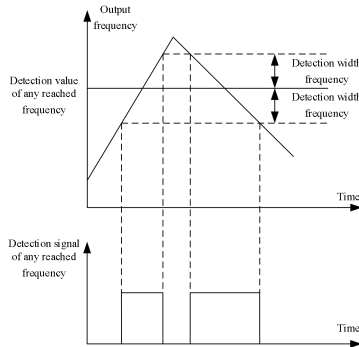 Output
frequency
Detection value
of any reached
frequency
Detection width
frequency
Detection width
frequency
Time
Detection signal
of any reached
frequency
Time